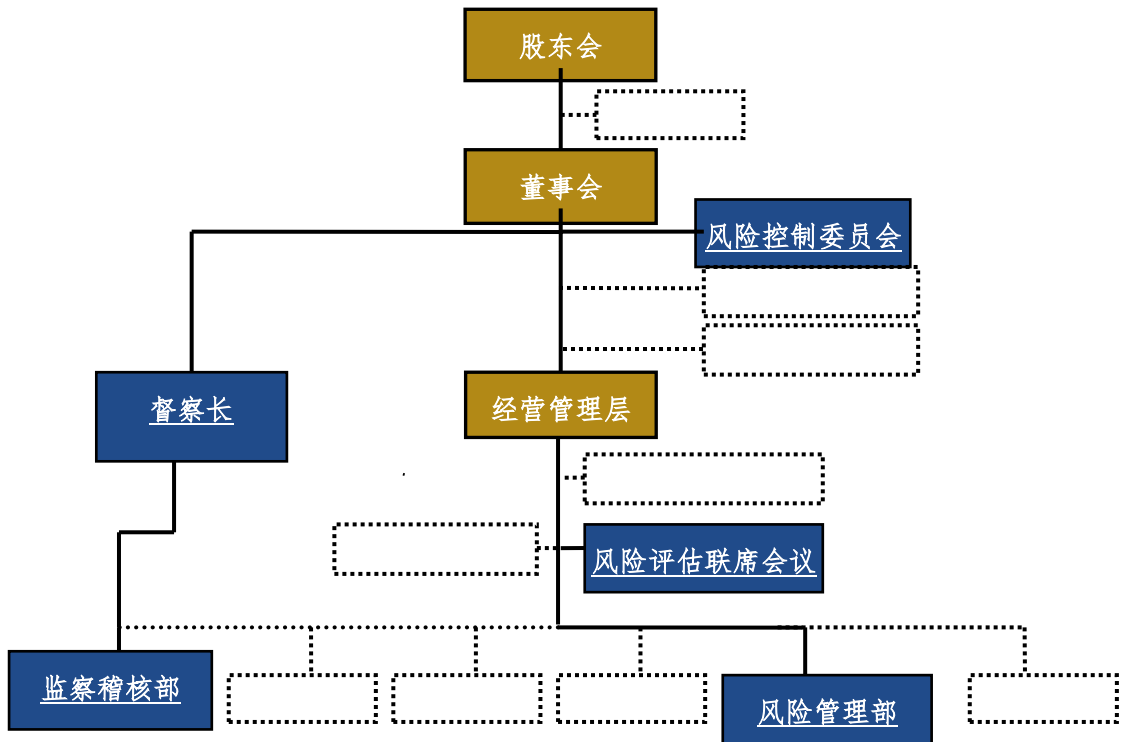 股东会
董事会
风险控制委员会
督察长
经营管理层
风险评估联席会议
监察稽核部
风险管理部